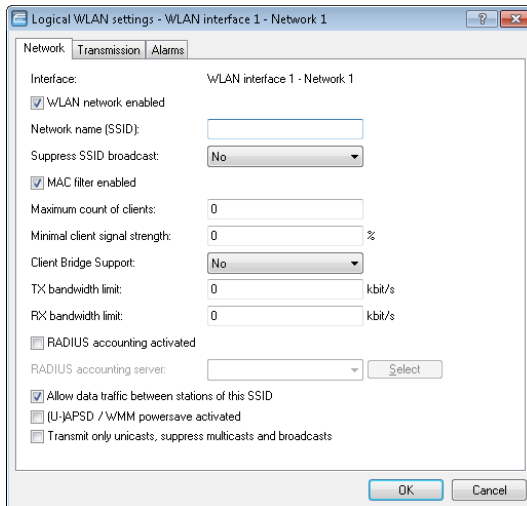 Logical WLAN settings - WLAN interface 1 - Network 1
Network Transmission Alarms
Interface: WLAN interface 1 - Network 1
WLAN network enabled
Network name (SSID):
Suppress SSID broadcast: No
MAC filter enabled
Maximum count of clients: 0
Minimal client signal strength: 0 %
Client Bridge Support: No
TX bandwidth limit: 0 kbit/s
RX bandwidth limit: 0 kbit/s
RADIUS accounting activated
RADIUS accounting server: Select
Allow data traffic between stations of this SSID
(U-)APSD / WMM powersave activated
Transmit only unicasts, suppress multicasts and broadcasts
OK Cancel